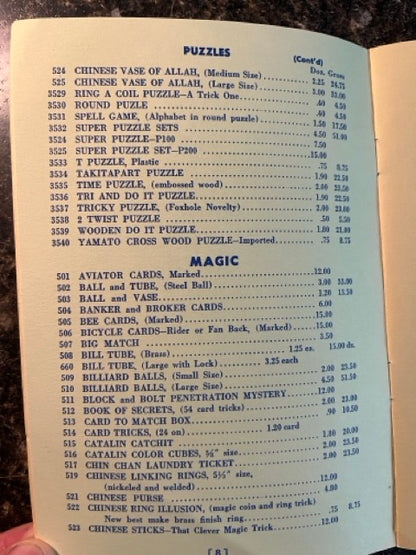 PUZZLES
(Cont'd)
Doz. Gross
524 CHINESE VASE OF ALLAH, (Medium Size) 2.25 24.75
525 CHINESE VASE OF ALLAH, (Large Size) 3.00 33.00
3529 RING A COIL PUZZLE—A Trick One .40 4.50
3530 ROUND PUZLE .40 4.50
3531 SPELL GAME, (Alphabet in round puzzle) 1.50 17.50
3532 SUPER PUZZLE SETS 4.50 51.00
3524 SUPER PUZZLE—P100 7.50
3525 SUPER PUZZLE SET—P200 15.00
3533 T PUZZLE, Plastic .75 8.75
3534 TAKITAPART PUZZLE 1.90 22.50
3535 TIME PUZZLE, (embossed wood) 2.00 23.50
3536 TRI AND DO IT PUZZLE 1.90 22.50
3537 TRICKY PUZZLE, (Foxhole Novelty) 2.00 23.00
3538 2 TWIST PUZZLE .50 5.50
3539 WOODEN DO IT PUZZLE 1.80 21.00
3540 YAMATO CROSS WOOD PUZZLE—Imported .75 8.75
MAGIC
501 AVIATOR CARDS, Marked 12.00
502 BALL and TUBE, (Steel Ball) 3.00 33.00
503 BALL and VASE 1.20 13.50
504 BANKER and BROKER CARDS 6.00
505 BEE CARDS, (Marked) 15.00
506 BICYCLE CARDS—Rider or Fan Back, (Marked) 15.00
507 BIG MATCH 3.50
508 BILL TUBE, (Brass) 1.25 ea. 15.00 dz.
660 BILL TUBE, (Large with Lock) 3.25 each
509 BILLIARD BALLS, (Small Size) 2.00 23.50
510 BILLIARD BALLS, (Large Size) 4.50 51.50
511 BLOCK and BOLT PENETRATION MYSTERY 12.00
512 BOOK OF SECRETS, (54 card tricks) 2.00 23.00
513 CARD TO MATCH BOX .90 10.50
514 CARD TRICKS, (24 on) 1.20 card
515 CATALIN CATCHIT 1.80 20.00
516 CATALIN COLOR CUBES, 5/8" size 2.00 23.50
517 CHIN CHAN LAUNDRY TICKET 2.00 23.50
519 CHINESE LINKING RINGS, 5½" size,
(nickeled and welded) 12.00
521 CHINESE PURSE 4.80
522 CHINESE RING ILLUSION, (magic coin and ring trick)
New best make brass finish ring .75 8.75
523 CHINESE STICKS—That Clever Magic Trick 12.00
[ 8 ]